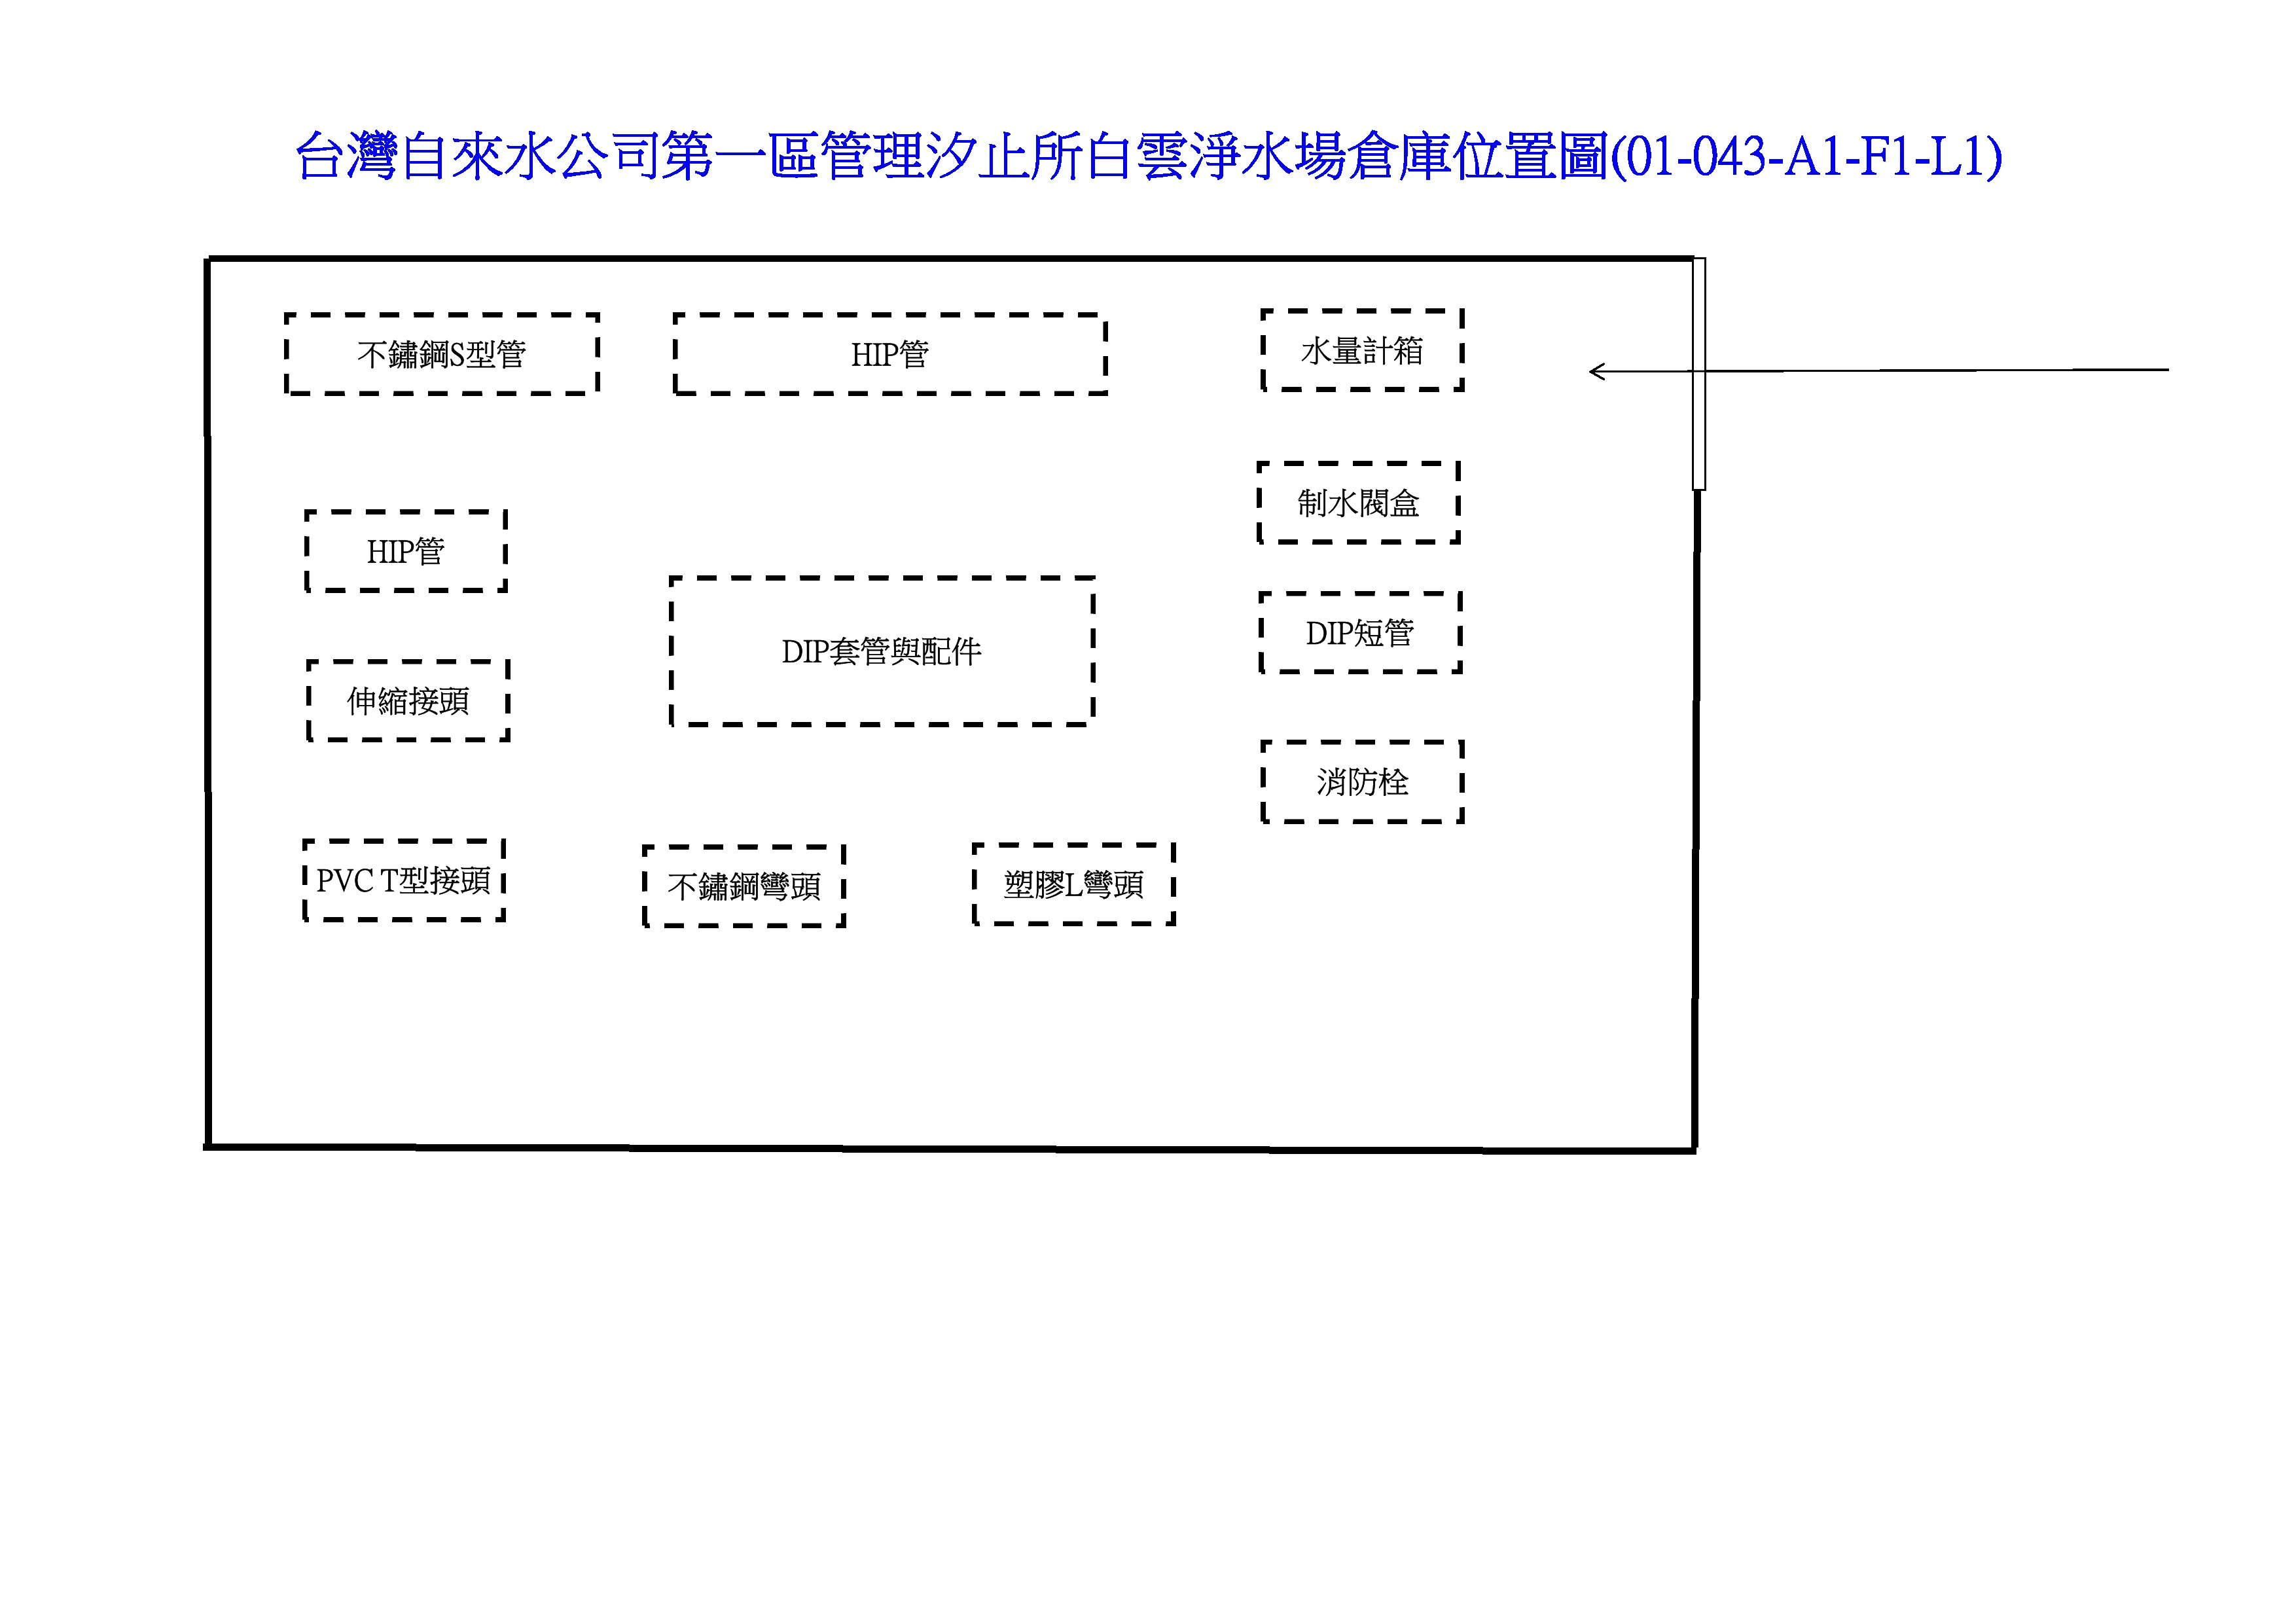 台灣自來水公司第一區管理汐止所白雲淨水場倉庫位置圖(01-043-A1-F1-L1)
不鏽鋼S型管
HIP管
水量計箱
制水閥盒
HIP管
DIP短管
DIP套管與配件
伸縮接頭
消防栓
PVC T型接頭
不鏽鋼彎頭
塑膠L彎頭